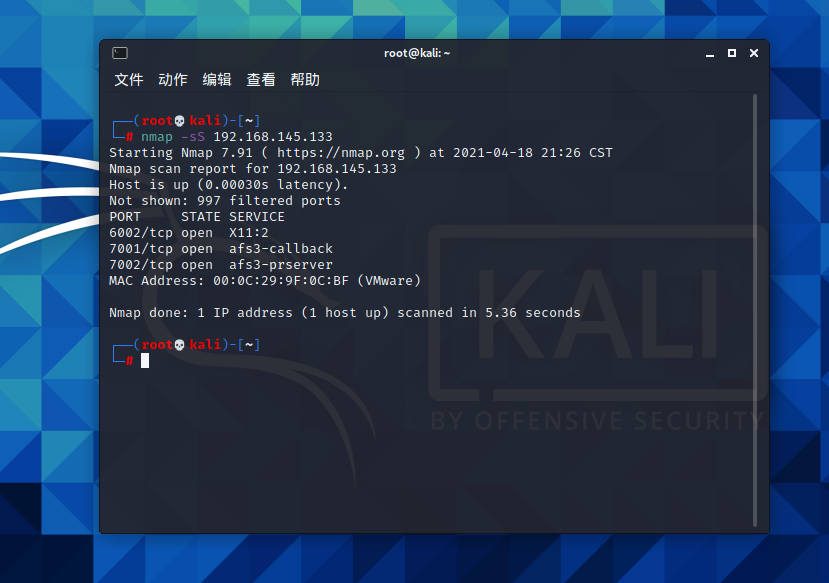 root@kali: ~
文件 动作 编辑 查看 帮助
┌──(root💀kali)-[~]
└─# nmap -sS 192.168.145.133
Starting Nmap 7.91 ( https://nmap.org ) at 2021-04-18 21:26 CST
Nmap scan report for 192.168.145.133
Host is up (0.00030s latency).
Not shown: 997 filtered ports
PORT     STATE SERVICE
6002/tcp open  X11:2
7001/tcp open  afs3-callback
7002/tcp open  afs3-prserver
MAC Address: 00:0C:29:9F:0C:BF (VMware)
Nmap done: 1 IP address (1 host up) scanned in 5.36 seconds
┌──(root💀kali)-[~]
└─#
KALI
BY OFFENSIVE SECURITY